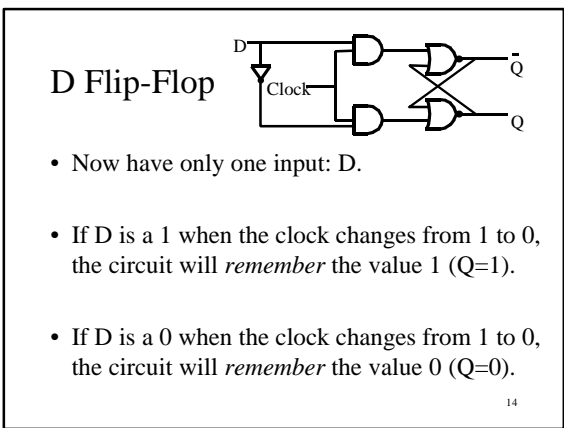 D Flip-Flop
D
Clock
Q̄
Q
• Now have only one input: D.
• If D is a 1 when the clock changes from 1 to 0,
the circuit will remember the value 1 (Q=1).
• If D is a 0 when the clock changes from 1 to 0,
the circuit will remember the value 0 (Q=0).
14